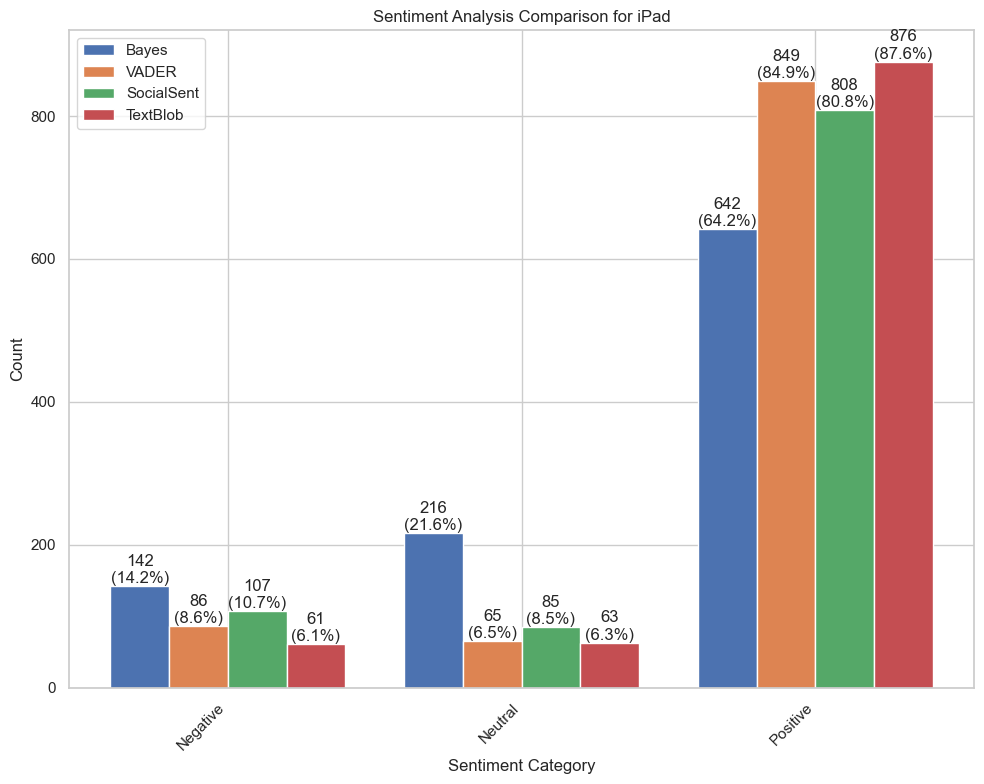 Sentiment Analysis Comparison for iPad
Bayes
VADER
SocialSent
TextBlob
Count
800
600
400
200
0
142
(14.2%)
86
(8.6%)
107
(10.7%)
61
(6.1%)
216
(21.6%)
65
(6.5%)
85
(8.5%)
63
(6.3%)
642
(64.2%)
849
(84.9%)
808
(80.8%)
876
(87.6%)
Negative
Neutral
Positive
Sentiment Category